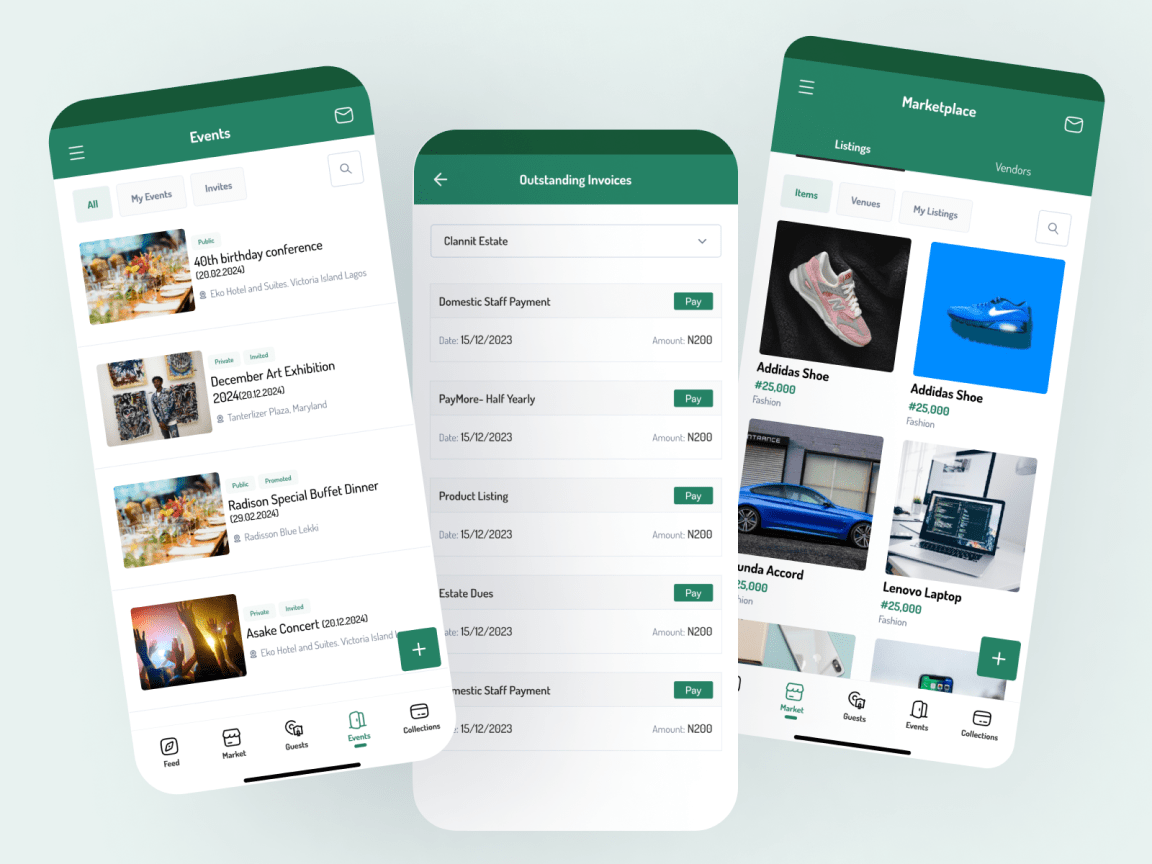 Events
All
My Events
Invites
Public
40th birthday conference
(20.02.2024)
Eko Hotel and Suites. Victoria Island Lagos
Private
Invited
December Art Exhibition
2024(20.12.2024)
Tanterlizer Plaza, Maryland
Public
Promoted
Radison Special Buffet Dinner
(29.02.2024)
Radisson Blue Lekki
Private
Invited
Asake Concert (20.12.2024)
Eko Hotel and Suites. Victoria Island
Feed
Market
Guests
Events
Collections
Outstanding Invoices
Clannit Estate
Domestic Staff Payment
Pay
Date: 15/12/2023
Amount: N200
PayMore- Half Yearly
Pay
Date: 15/12/2023
Amount: N200
Product Listing
Pay
Date: 15/12/2023
Amount: N200
Estate Dues
Pay
15/12/2023
Amount: N200
mestic Staff Payment
Pay
15/12/2023
Amount: N200
Marketplace
Listings
Vendors
Items
Venues
My Listings
Addidas Shoe
#25,000
Fashion
Addidas Shoe
#25,000
Fashion
ENTRANCE
unda Accord
25,000
Lenovo Laptop
#25,000
Fashion
Market
Guests
Events
Collections